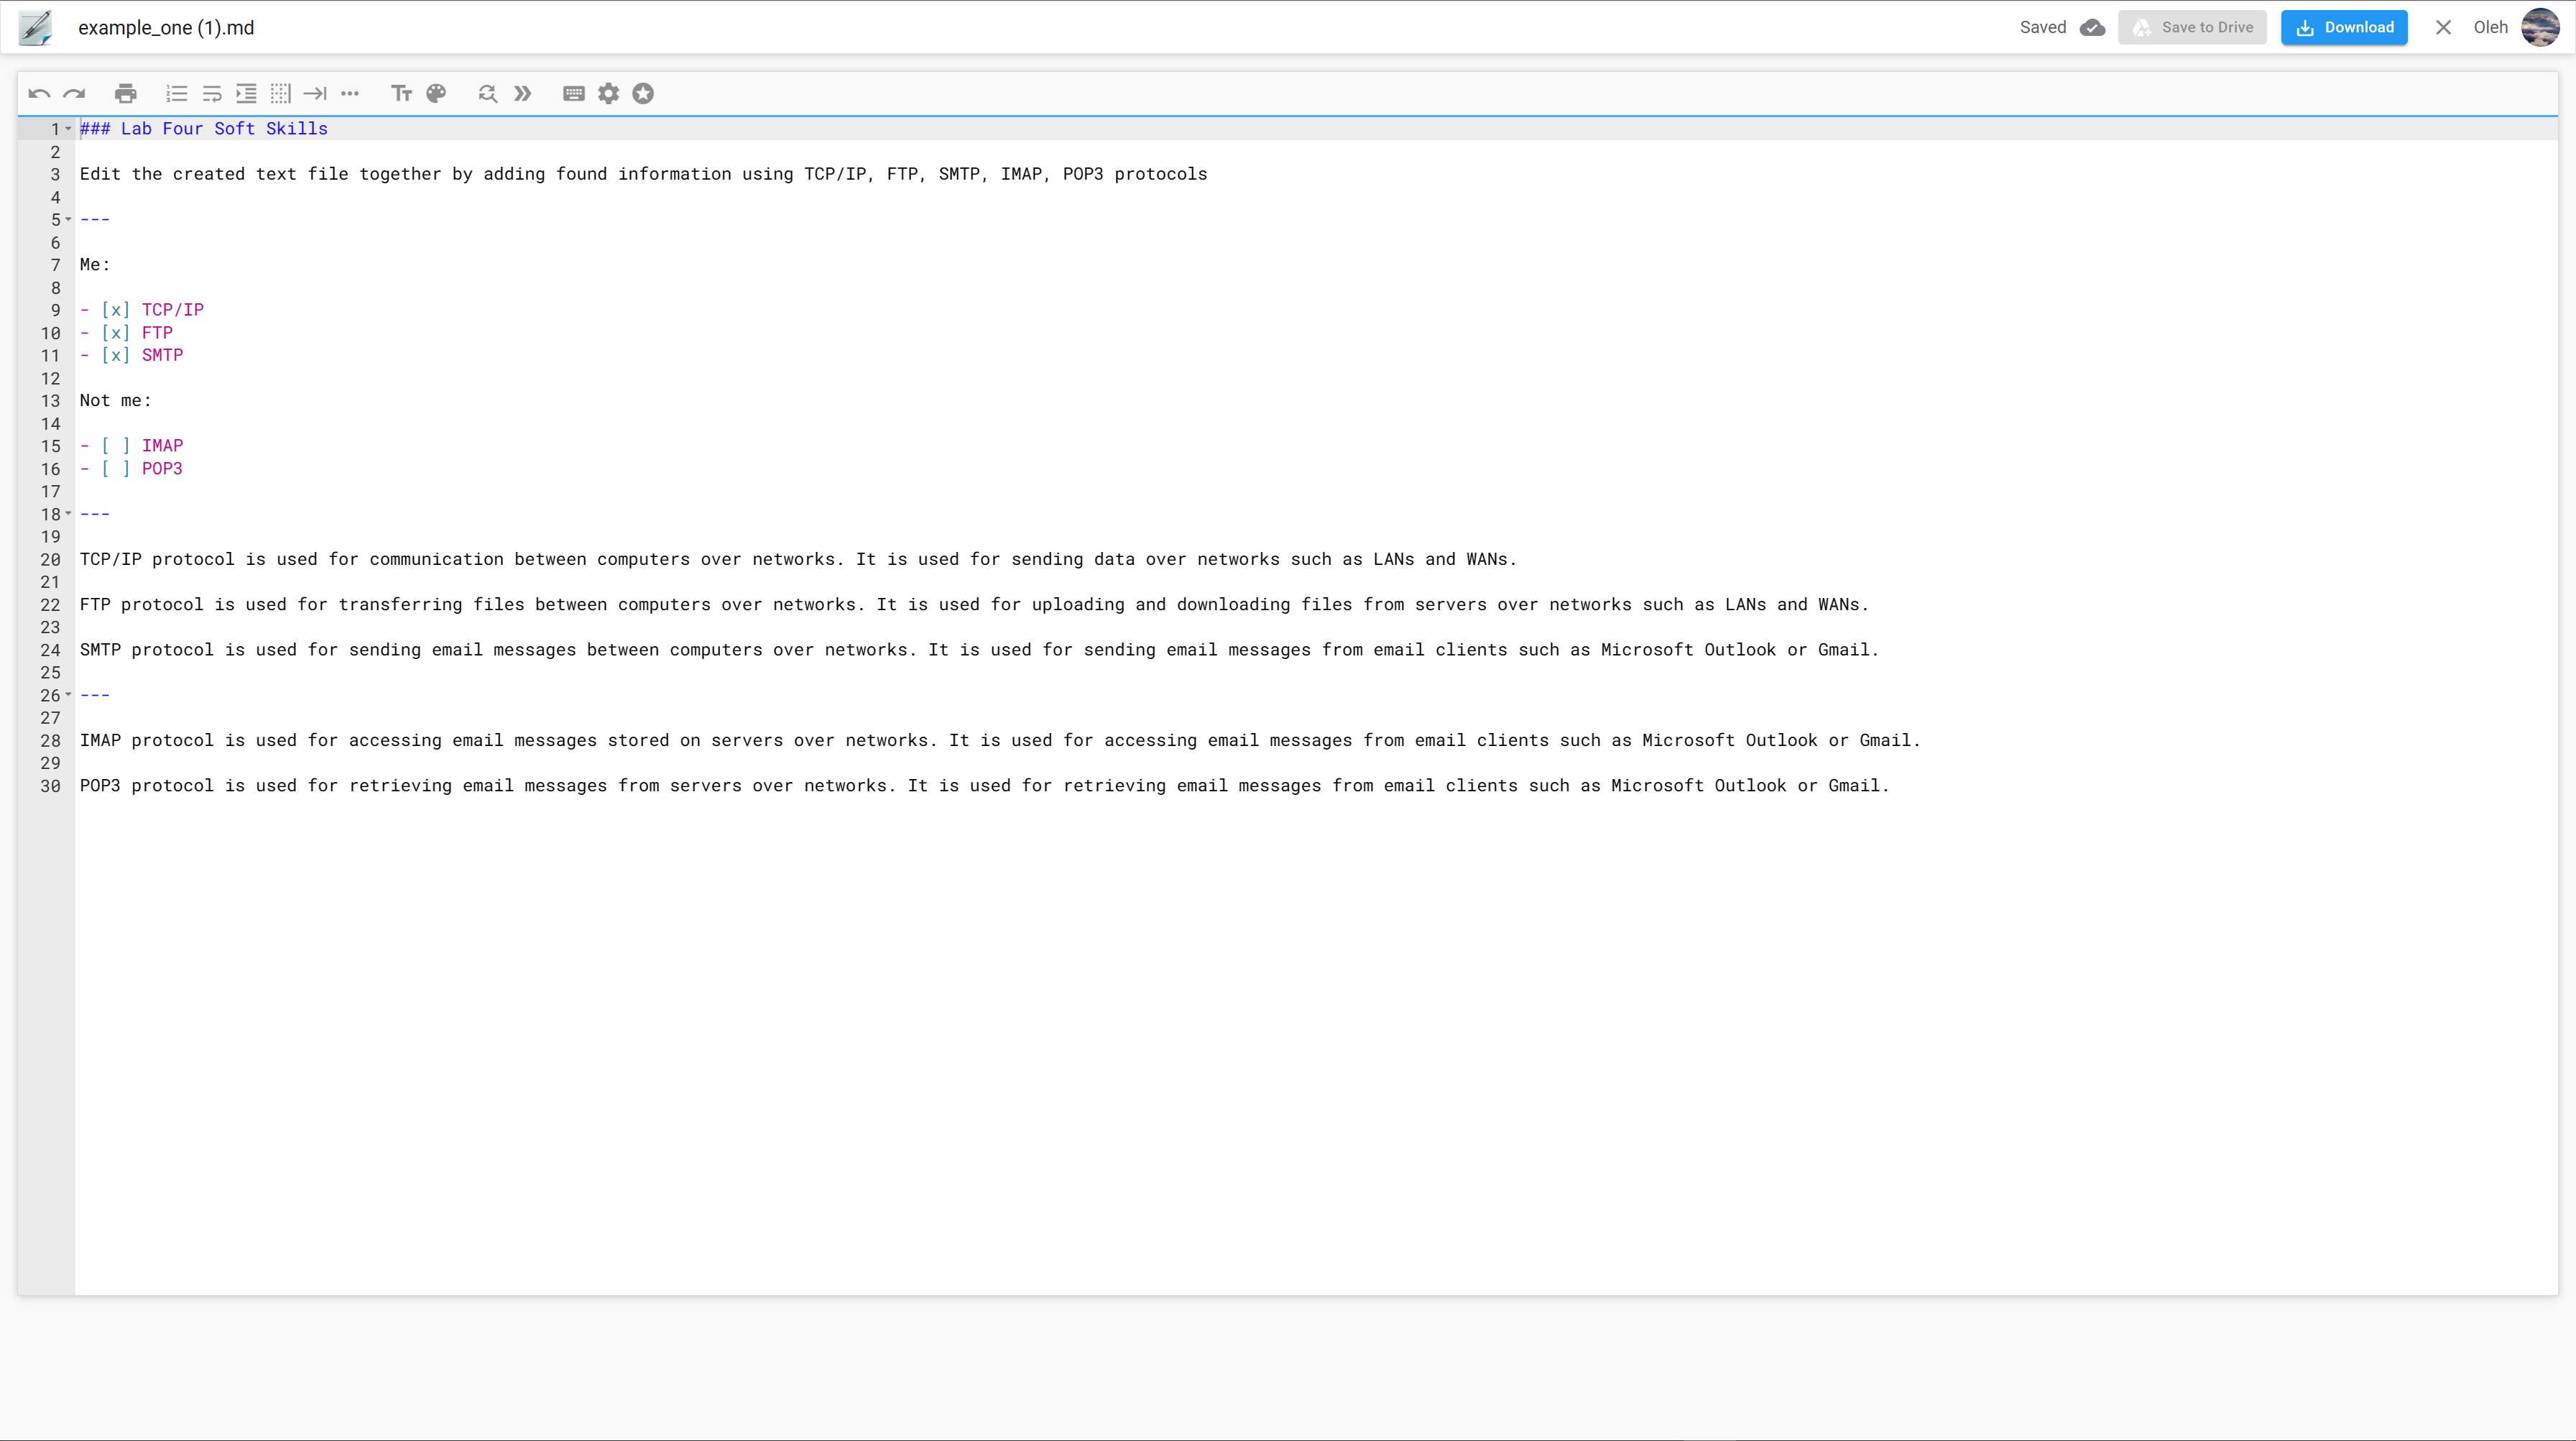 example_one (1).md
Saved
Save to Drive
Download
Oleh
1 ### Lab Four Soft Skills
2
3 Edit the created text file together by adding found information using TCP/IP, FTP, SMTP, IMAP, POP3 protocols
4
5 ---
6
7 Me:
8
9 - [x] TCP/IP
10 - [x] FTP
11 - [x] SMTP
12
13 Not me:
14
15 - [ ] IMAP
16 - [ ] POP3
17
18 ---
19
20 TCP/IP protocol is used for communication between computers over networks. It is used for sending data over networks such as LANs and WANs.
21
22 FTP protocol is used for transferring files between computers over networks. It is used for uploading and downloading files from servers over networks such as LANs and WANs.
23
24 SMTP protocol is used for sending email messages between computers over networks. It is used for sending email messages from email clients such as Microsoft Outlook or Gmail.
25
26 ---
27
28 IMAP protocol is used for accessing email messages stored on servers over networks. It is used for accessing email messages from email clients such as Microsoft Outlook or Gmail.
29
30 POP3 protocol is used for retrieving email messages from servers over networks. It is used for retrieving email messages from email clients such as Microsoft Outlook or Gmail.